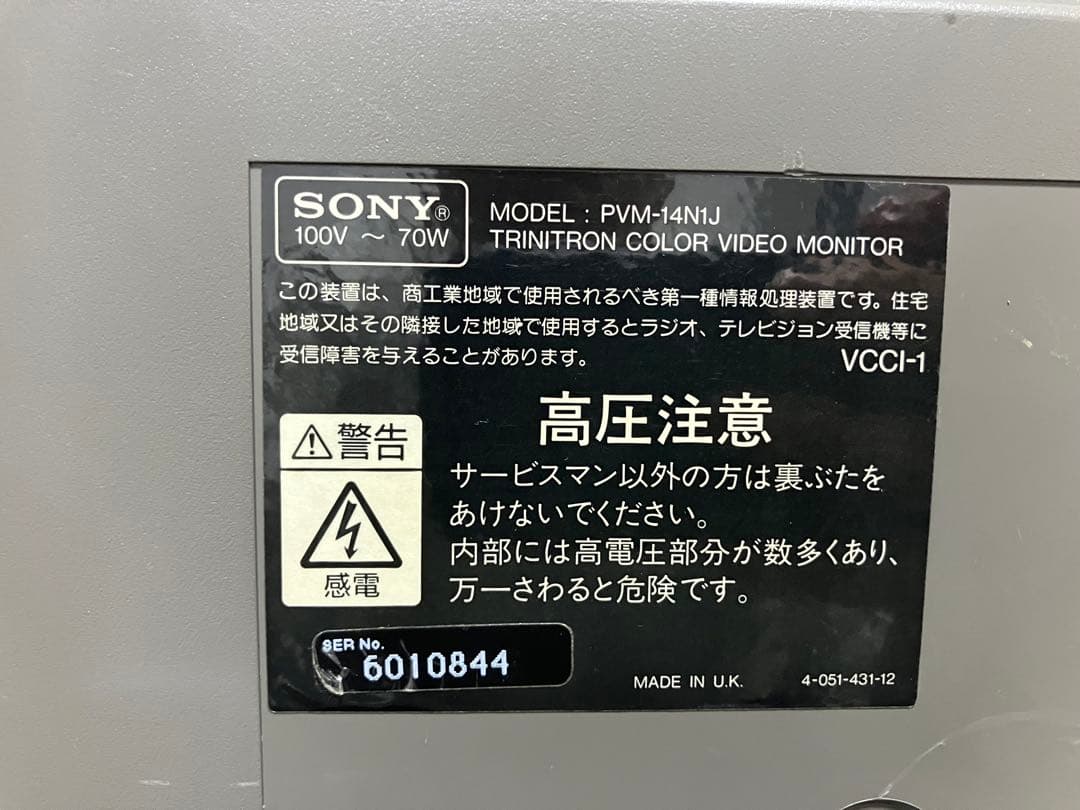 SONY®
100V ～ 70W
MODEL : PVM-14N1J
TRINITRON COLOR VIDEO MONITOR
この装置は、商工業地域で使用されるべき第一種情報処理装置です。住宅
地域又はその隣接した地域で使用するとラジオ、テレビジョン受信機等に
受信障害を与えることがあります。
VCCI-1
高圧注意
⚠警告
サービスマン以外の方は裏ぶたを
あけないでください。
内部には高電圧部分が数多くあり、
万一さわると危険です。
感電
SER No.
6010844
MADE IN U.K.
4-051-431-12